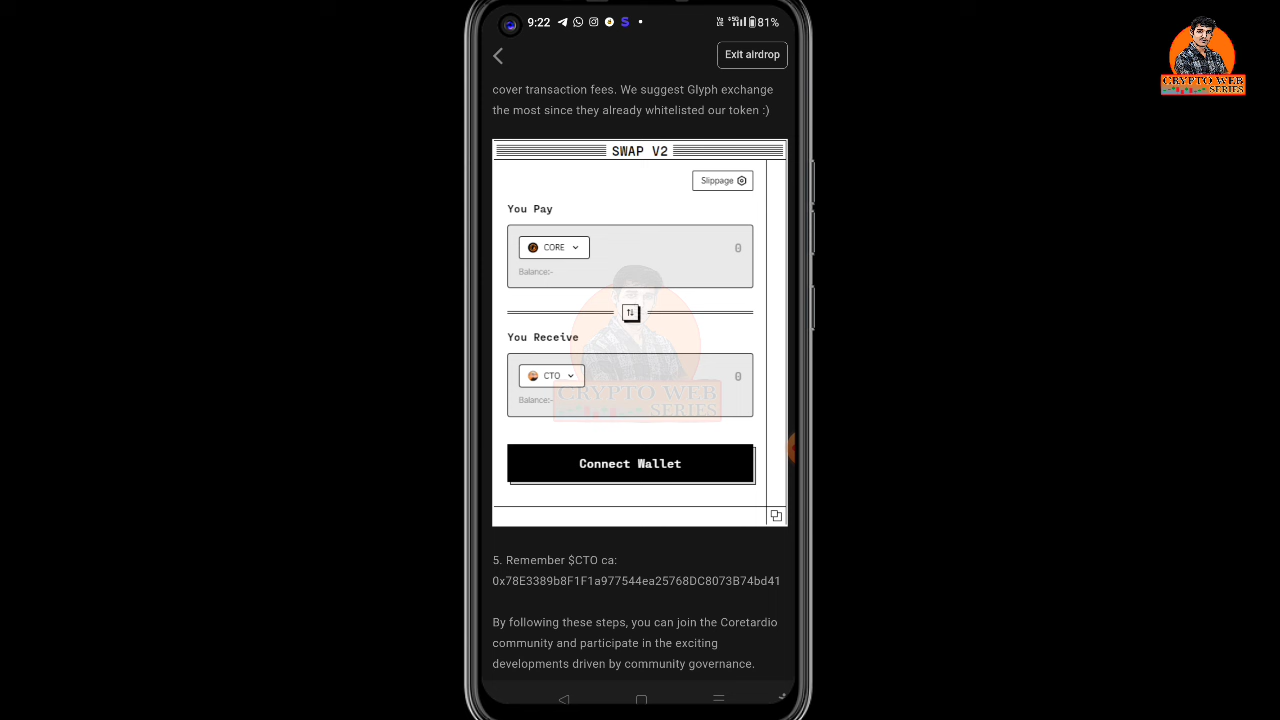 9:22
81%
Exit airdrop
CRYPTO WEB
SERIES
cover transaction fees. We suggest Glyph exchange
the most since they already whitelisted our token :)
SWAP V2
Slippage
You Pay
CORE
0
Balance:-
You Receive
CTO
0
Balance:-
CRYPTO WEB
SERIES
Connect Wallet
5. Remember $CTO ca:
0x78E3389b8F1F1a977544ea25768DC8073B74bd41
By following these steps, you can join the Coretardio
community and participate in the exciting
developments driven by community governance.